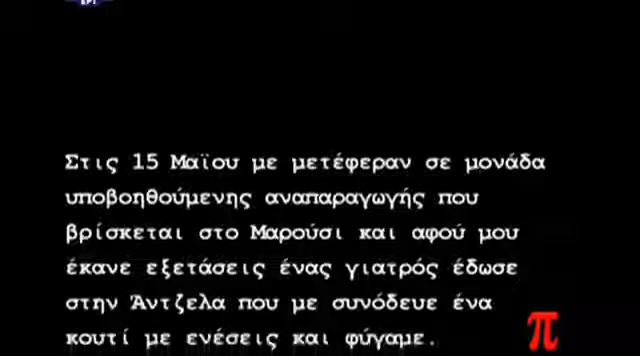 ΕΡΤ
Στις 15 Μαϊου με μετέφεραν σε μονάδα
υποβοηθούμενης αναπαραγωγής που
βρίσκεται στο Μαρούσι και αφού μου
έκανε εξετάσεις ένας γιατρός έδωσε
στην Άντζελα που με συνόδευε ένα
κουτί με ενέσεις και φύγαμε.
π